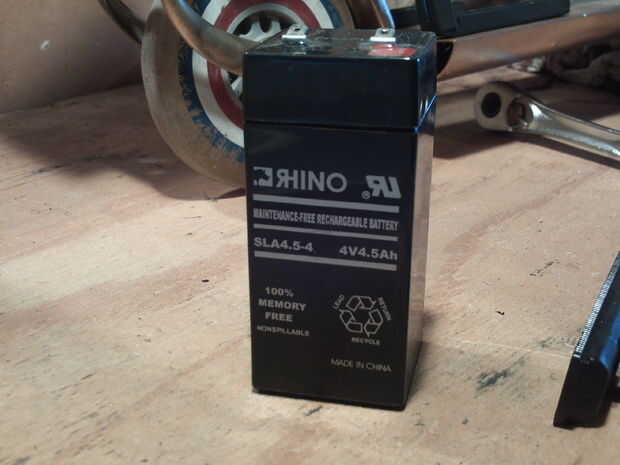 RHINO ®
MAINTENANCE-FREE RECHARGEABLE BATTERY
SLA4.5-4 4V4.5Ah
100%
MEMORY
FREE
NONSPILLABLE
LEAD RETURN
RECYCLE
MADE IN CHINA